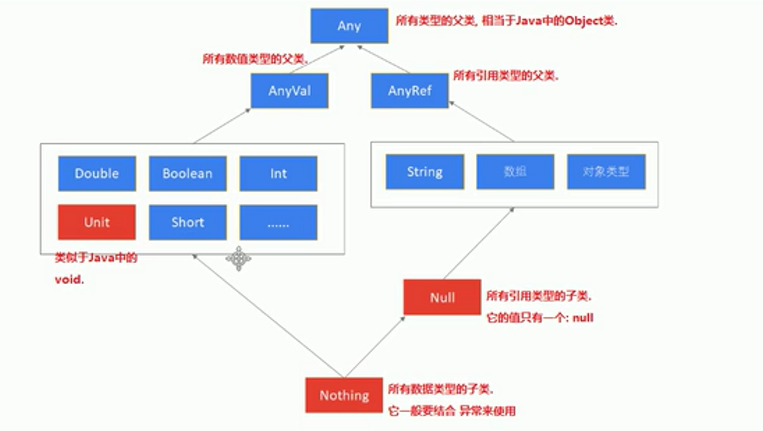 Any
所有类型的父类, 相当于Java中的Object类.
所有数值类型的父类.
AnyVal
AnyRef
所有引用类型的父类.
Double
Boolean
Int
String
数组
对象类型
Unit
Short
......
类似于Java中的
void.
Null
所有引用类型的子类.
它的值只有一个: null
Nothing
所有数据类型的子类.
它一般要结合 异常来使用